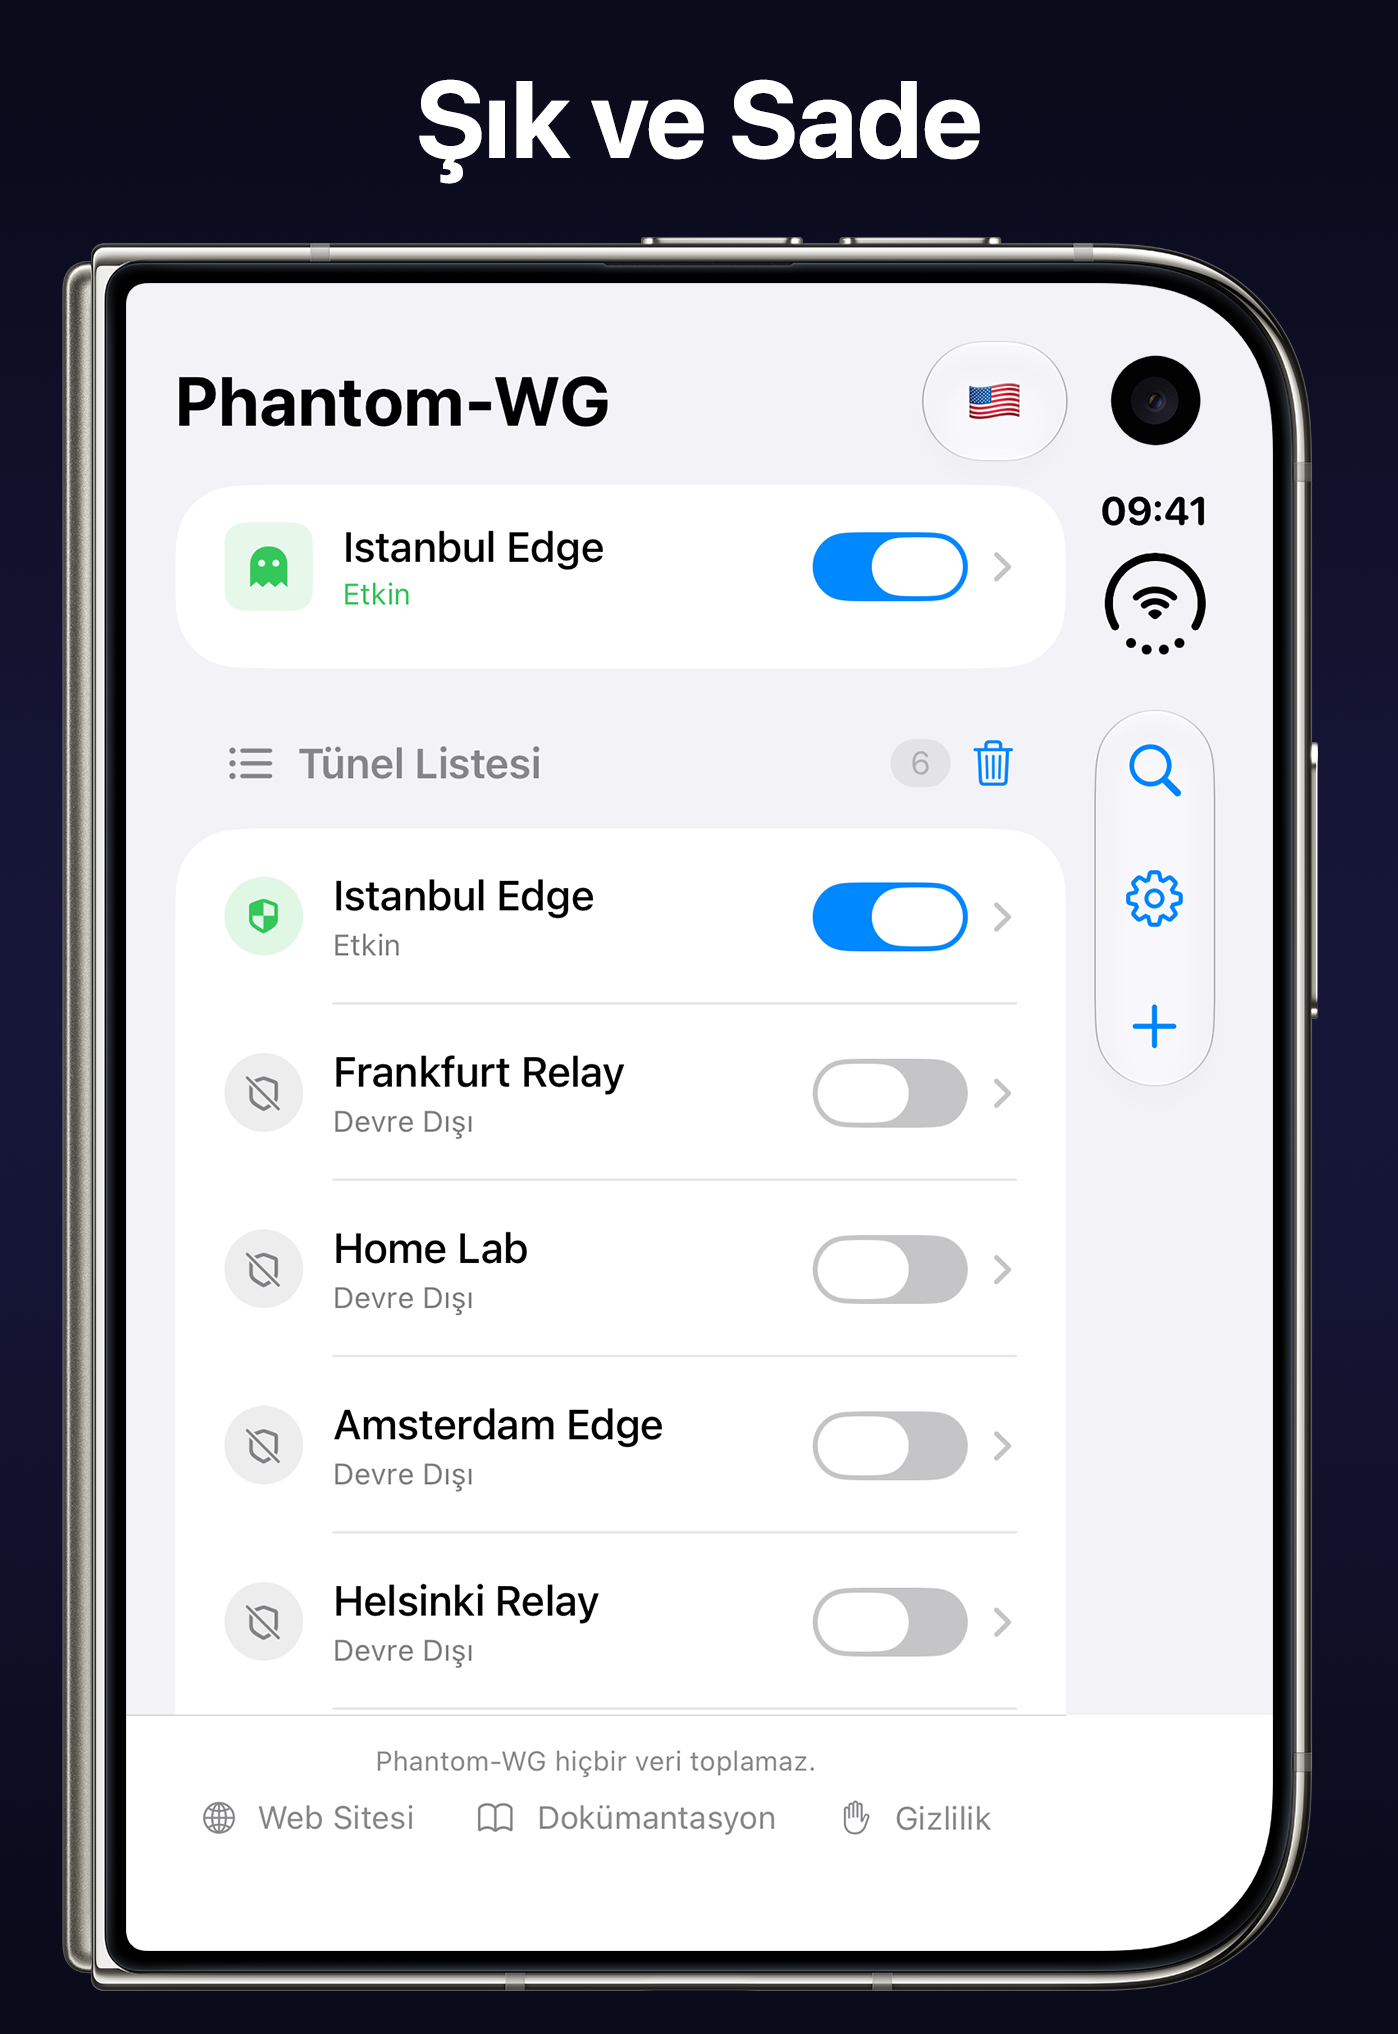 Şık ve Sade
Phantom-WG
09:41
Istanbul Edge
Etkin
Tünel Listesi
6
Istanbul Edge
Etkin
Frankfurt Relay
Devre Dışı
Home Lab
Devre Dışı
Amsterdam Edge
Devre Dışı
Helsinki Relay
Devre Dışı
Phantom-WG hiçbir veri toplamaz.
Web Sitesi
Dokümantasyon
Gizlilik